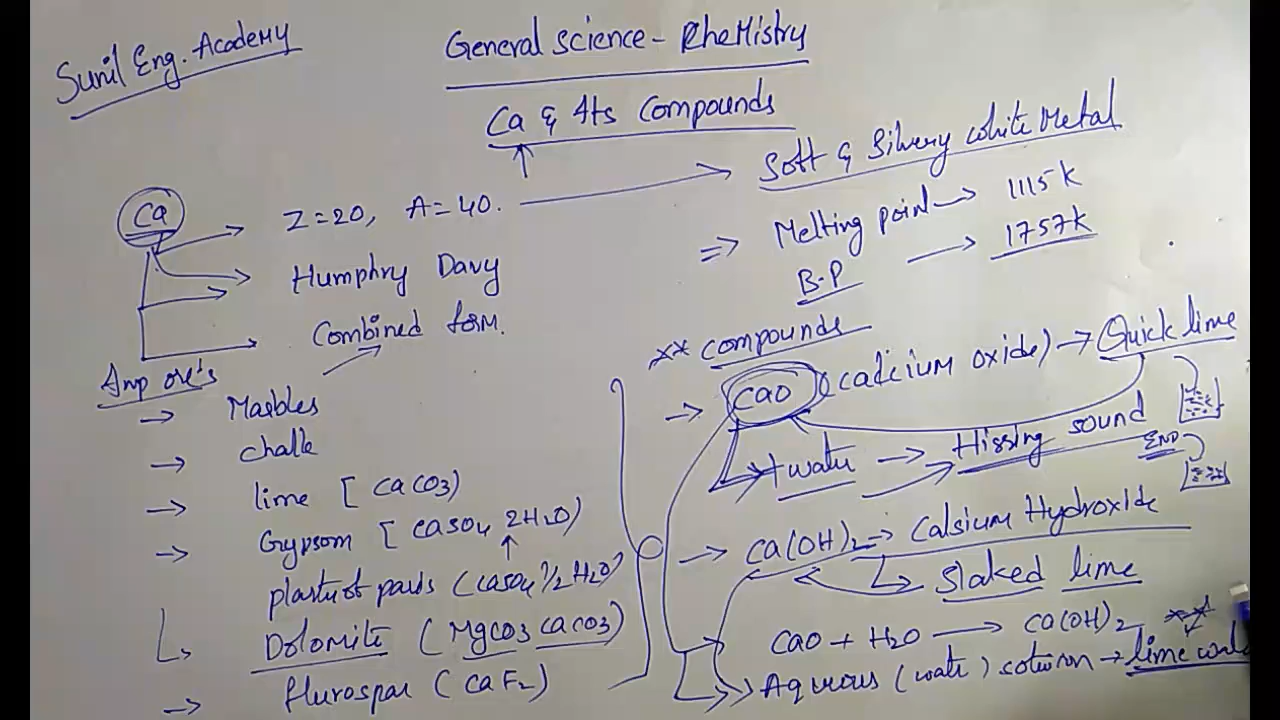 Sunil Eng. Academy
General Science - Chemistry
Ca & Its Compounds
Ca
Z=20, A=40.
Soft & Silvery white Metal
Humphry Davy
Melting point → 1115K
B.P → 1757K
Combined form.
Imp ore's
→ Marbles
→ chalk
→ lime [ CaCO3)
→ Gypsom [ CaSO4 2H2O)
plaster of paris (CaSO4 1/2 H2O)
Dolomite ( MgCO3 CaCO3)
→ flurospar ( CaF2)
** compounds
→ CaO (Calcium oxide) → Quick lime
+ water → Hissing sound
END
→ Ca(OH)2 → Calsium Hydroxide
Slaked lime
CaO + H2O → Ca(OH)2 **
Aqueous (water) solution → lime